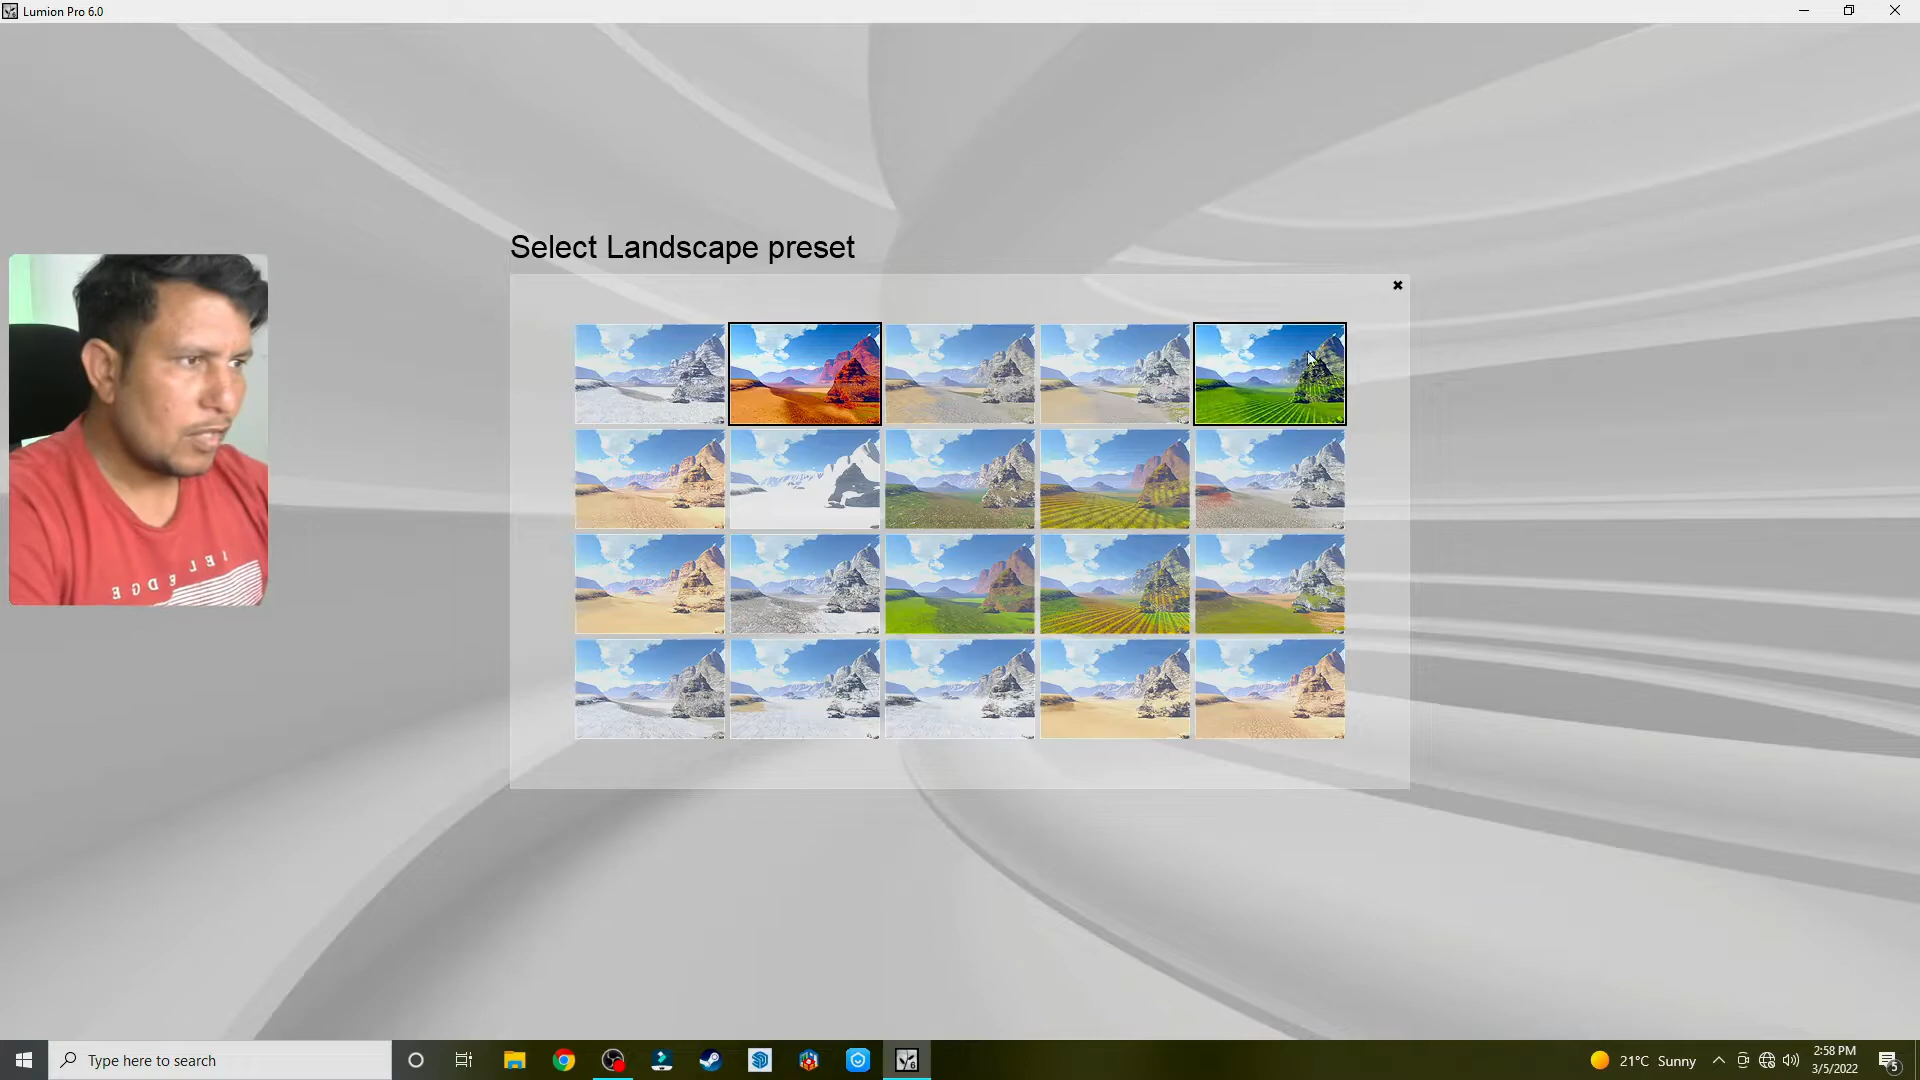 Lumion Pro 6.0
Select Landscape preset
Type here to search
21°C Sunny
2:58 PM
3/5/2022
5